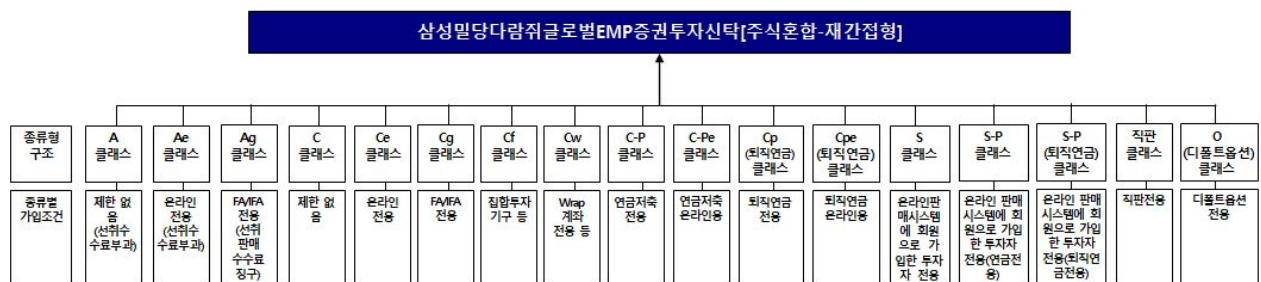 삼성밀당다람쥐글로벌EMP증권투자신탁[주식혼합-재간접형]
종류형
구조
A
클래스
Ae
클래스
Ag
클래스
C
클래스
Ce
클래스
Cg
클래스
Cf
클래스
Cw
클래스
C-P
클래스
C-Pe
클래스
Cp
(퇴직연금)
클래스
Cpe
(퇴직연금)
클래스
S
클래스
S-P
클래스
S-P
(퇴직연금)
클래스
직판
클래스
O
(디폴트옵션)
클래스
종류별
가입조건
제한 없
음
(선취수
수료부과)
온라인
전용
(선취수
수료부과)
FA/IFA
전용
(선취
판매
수수료
징구)
제한 없
음
온라인
전용
FA/IFA
전용
집합투자
기구 등
Wrap
계좌
전용 등
연금저축
전용
연금저축
온라인용
퇴직연금
전용
퇴직연금
온라인용
온라인판
매시스템
에 회원
으로 가
입한 투자
자 전용
온라인 판매
시스템에 회
원으로 가입
한 투자자
전용(연금전
용)
온라인 판매
시스템에 회
원으로 가입
한 투자자
전용(퇴직연
금전용)
직판전용
디폴트옵션
전용